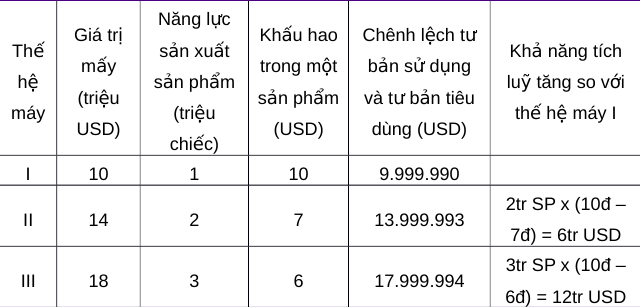 Thế
hệ
máy
Giá trị
mấy
(triệu
USD)
Năng lực
sản xuất
sản phẩm
(triệu
chiếc)
Khấu hao
trong một
sản phẩm
(USD)
Chênh lệch tư
bản sử dụng
và tư bản tiêu
dùng (USD)
Khả năng tích
luỹ tăng so với
thế hệ máy I
I 10 1 10 9.999.990
II 14 2 7 13.999.993
2tr SP x (10đ –
7đ) = 6tr USD
III 18 3 6 17.999.994
3tr SP x (10đ –
6đ) = 12tr USD